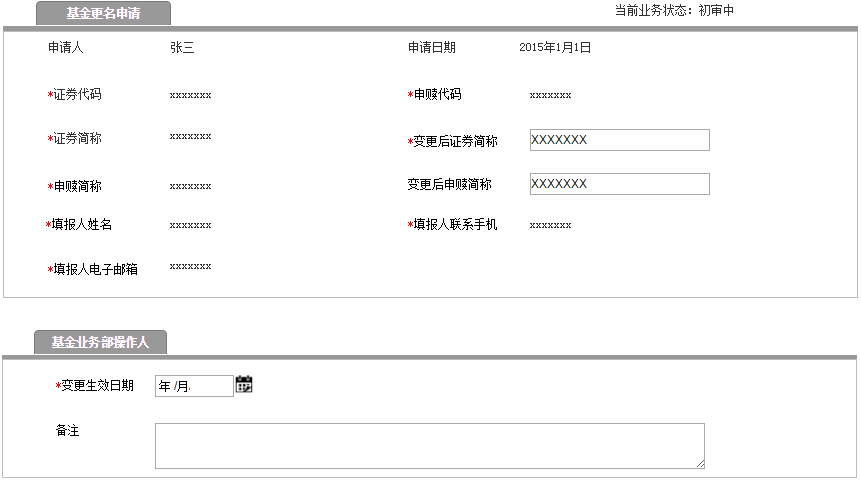 基金更名申请 当前业务状态：初审中
申请人 张三 申请日期 2015年1月1日
*证券代码 xxxxxxx *申赎代码 xxxxxxx
*证券简称 xxxxxxx *变更后证券简称 XXXXXXX
*申赎简称 xxxxxxx 变更后申赎简称 XXXXXXX
*填报人姓名 xxxxxxx *填报人联系手机 xxxxxxx
*填报人电子邮箱 xxxxxxx
基金业务部操作人
*变更生效日期 年 /月.
备注